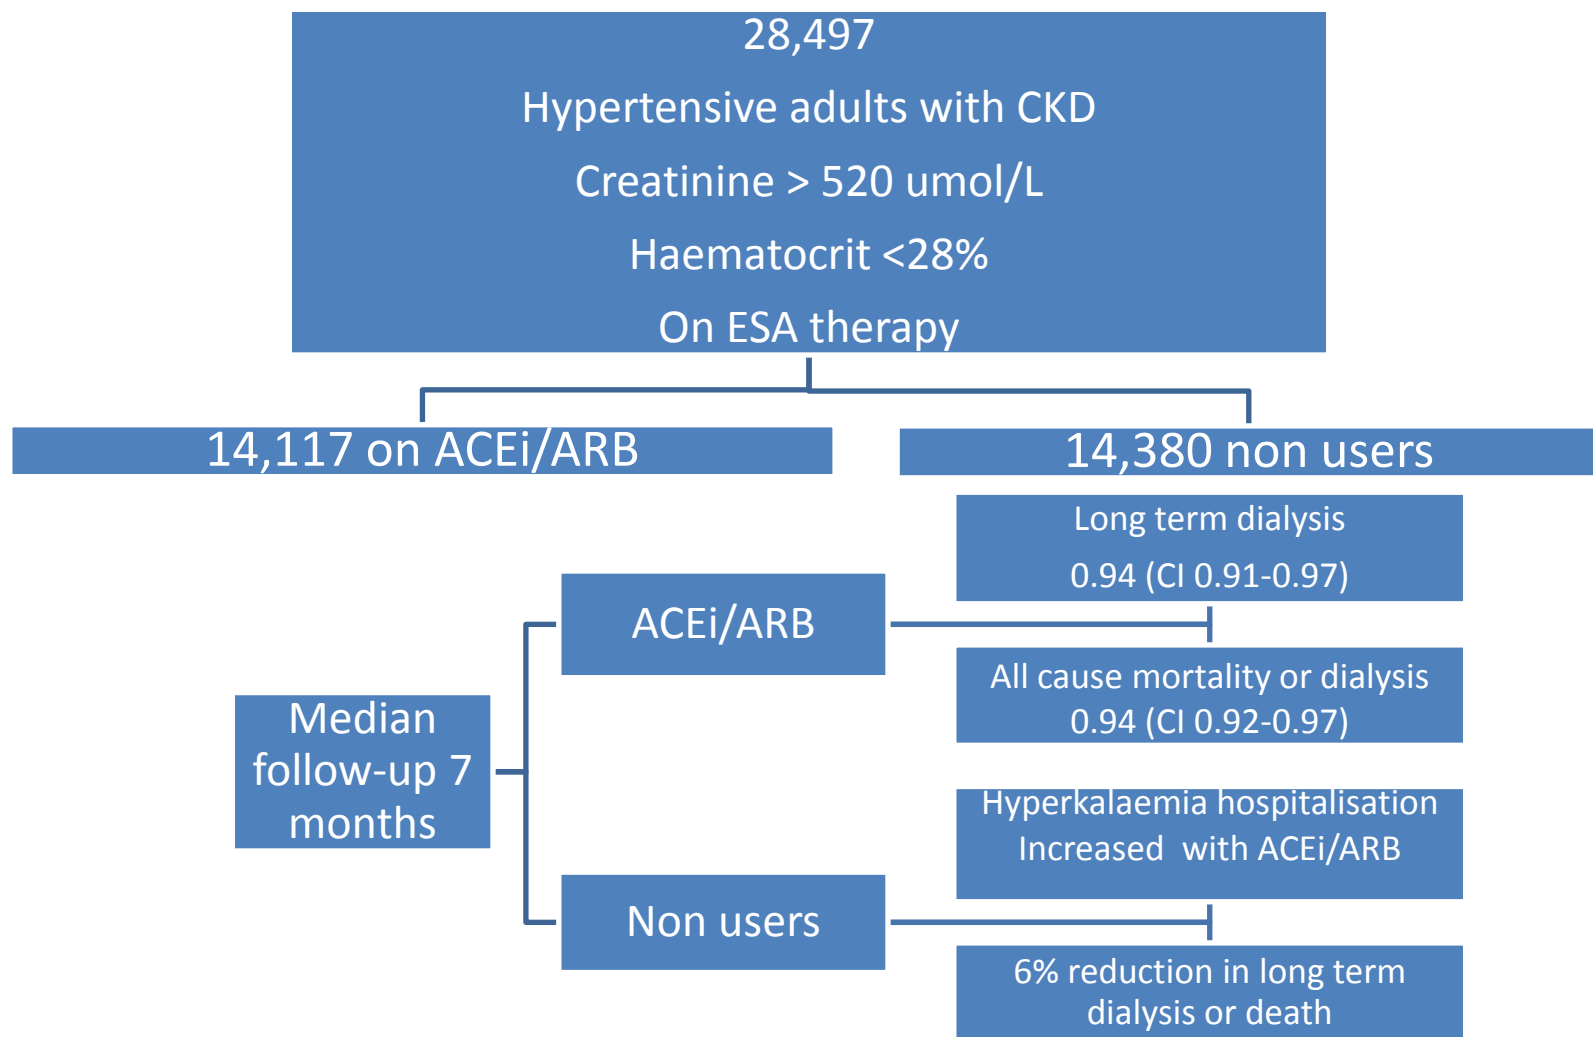 28,497
Hypertensive adults with CKD
Creatinine > 520 umol/L
Haematocrit <28%
On ESA therapy
14,117 on ACEi/ARB
14,380 non users
Long term dialysis
0.94 (CI 0.91-0.97)
ACEi/ARB
All cause mortality or dialysis
0.94 (CI 0.92-0.97)
Median
follow-up 7
months
Hyperkalaemia hospitalisation
Increased with ACEi/ARB
Non users
6% reduction in long term
dialysis or death